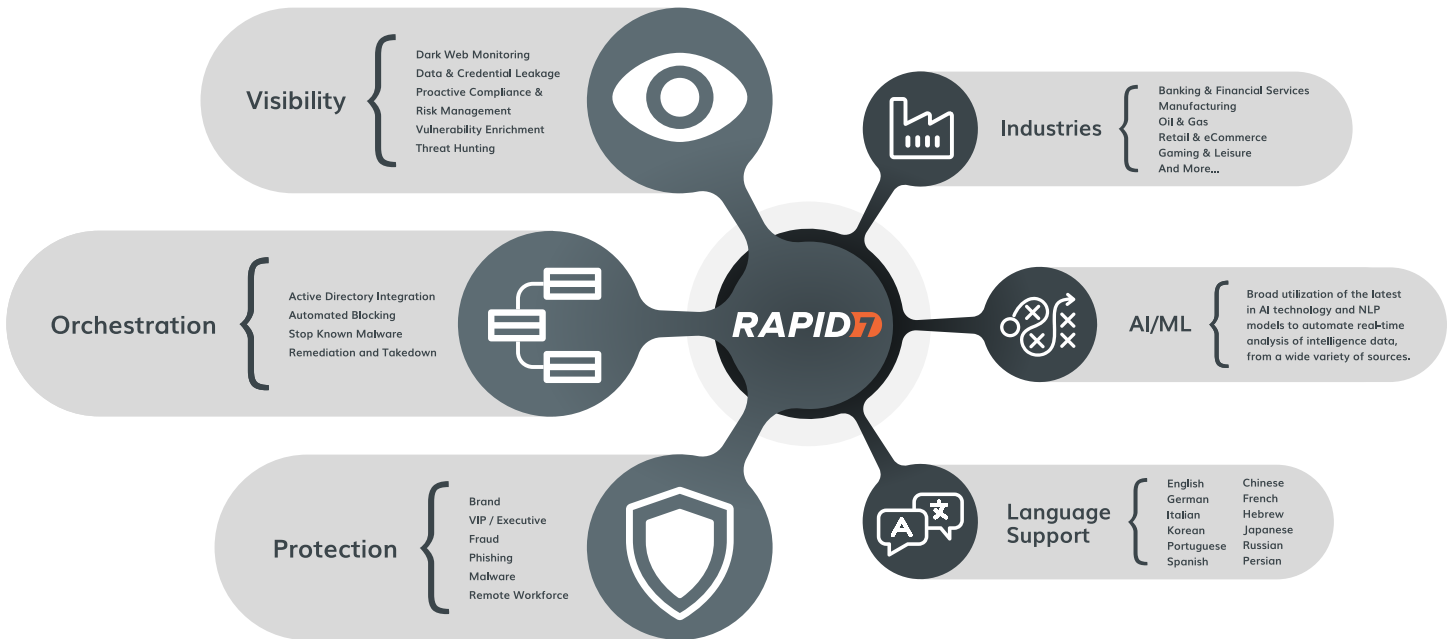 Visibility
Dark Web Monitoring
Data & Credential Leakage
Proactive Compliance &
Risk Management
Vulnerability Enrichment
Threat Hunting
Orchestration
Active Directory Integration
Automated Blocking
Stop Known Malware
Remediation and Takedown
Protection
Brand
VIP / Executive
Fraud
Phishing
Malware
Remote Workforce
RAPID7
Industries
Banking & Financial Services
Manufacturing
Oil & Gas
Retail & eCommerce
Gaming & Leisure
And More...
AI/ML
Broad utilization of the latest
in AI technology and NLP
models to automate real-time
analysis of intelligence data,
from a wide variety of sources.
A 文
Language
Support
English
German
Italian
Korean
Portuguese
Spanish
Chinese
French
Hebrew
Japanese
Russian
Persian